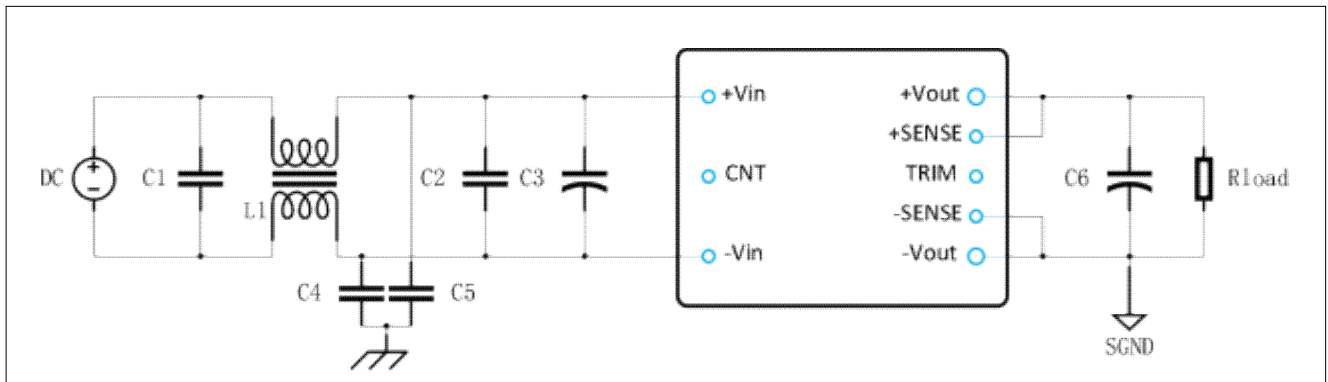 +Vin
+Vout
+SENSE
DC
C1
C2
C3
CNT
TRIM
C6
Rload
L1
-SENSE
-Vin
-Vout
C4
C5
SGND